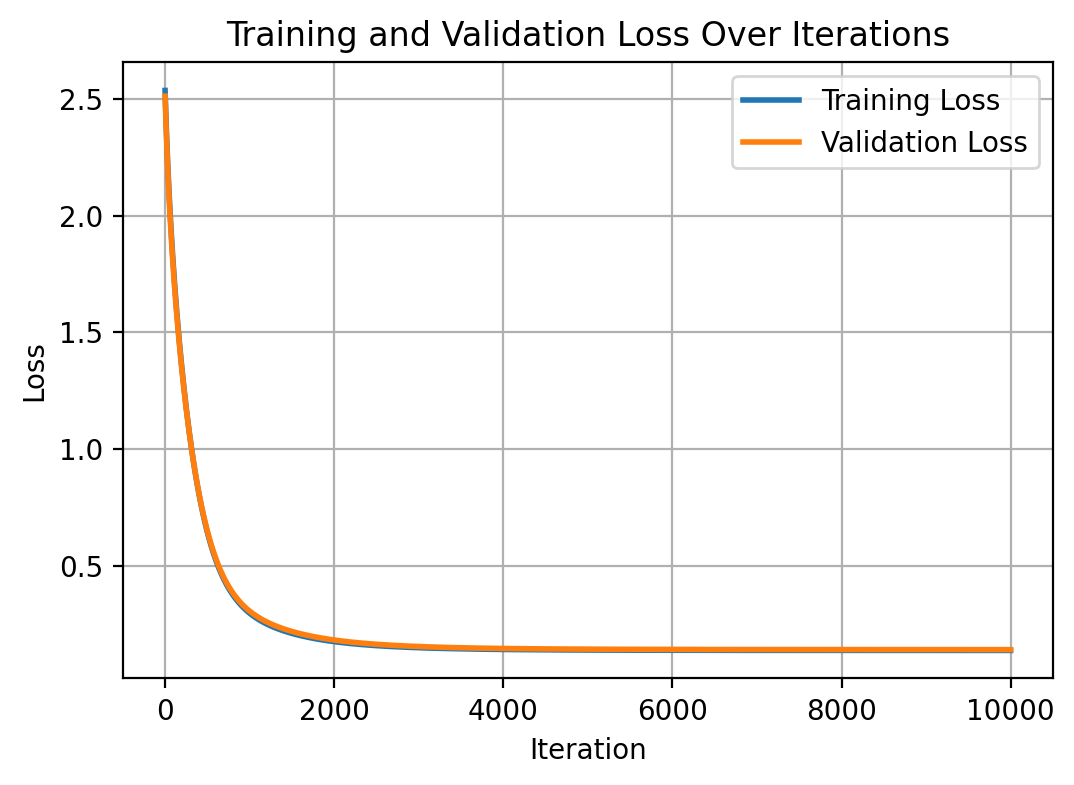 Training and Validation Loss Over Iterations
Training Loss
Validation Loss
2.5
2.0
1.5
1.0
0.5
Loss
0 2000 4000 6000 8000 10000
Iteration